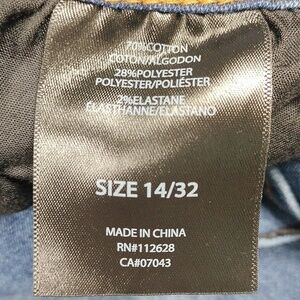 70%COTTON
COTON/ALGODON
28%POLYESTER
POLYESTER/POLIÉSTER
2%ELASTANE
ÉLASTHANNE/ELASTANO
SIZE 14/32
MADE IN CHINA
RN#112628
CA#07043